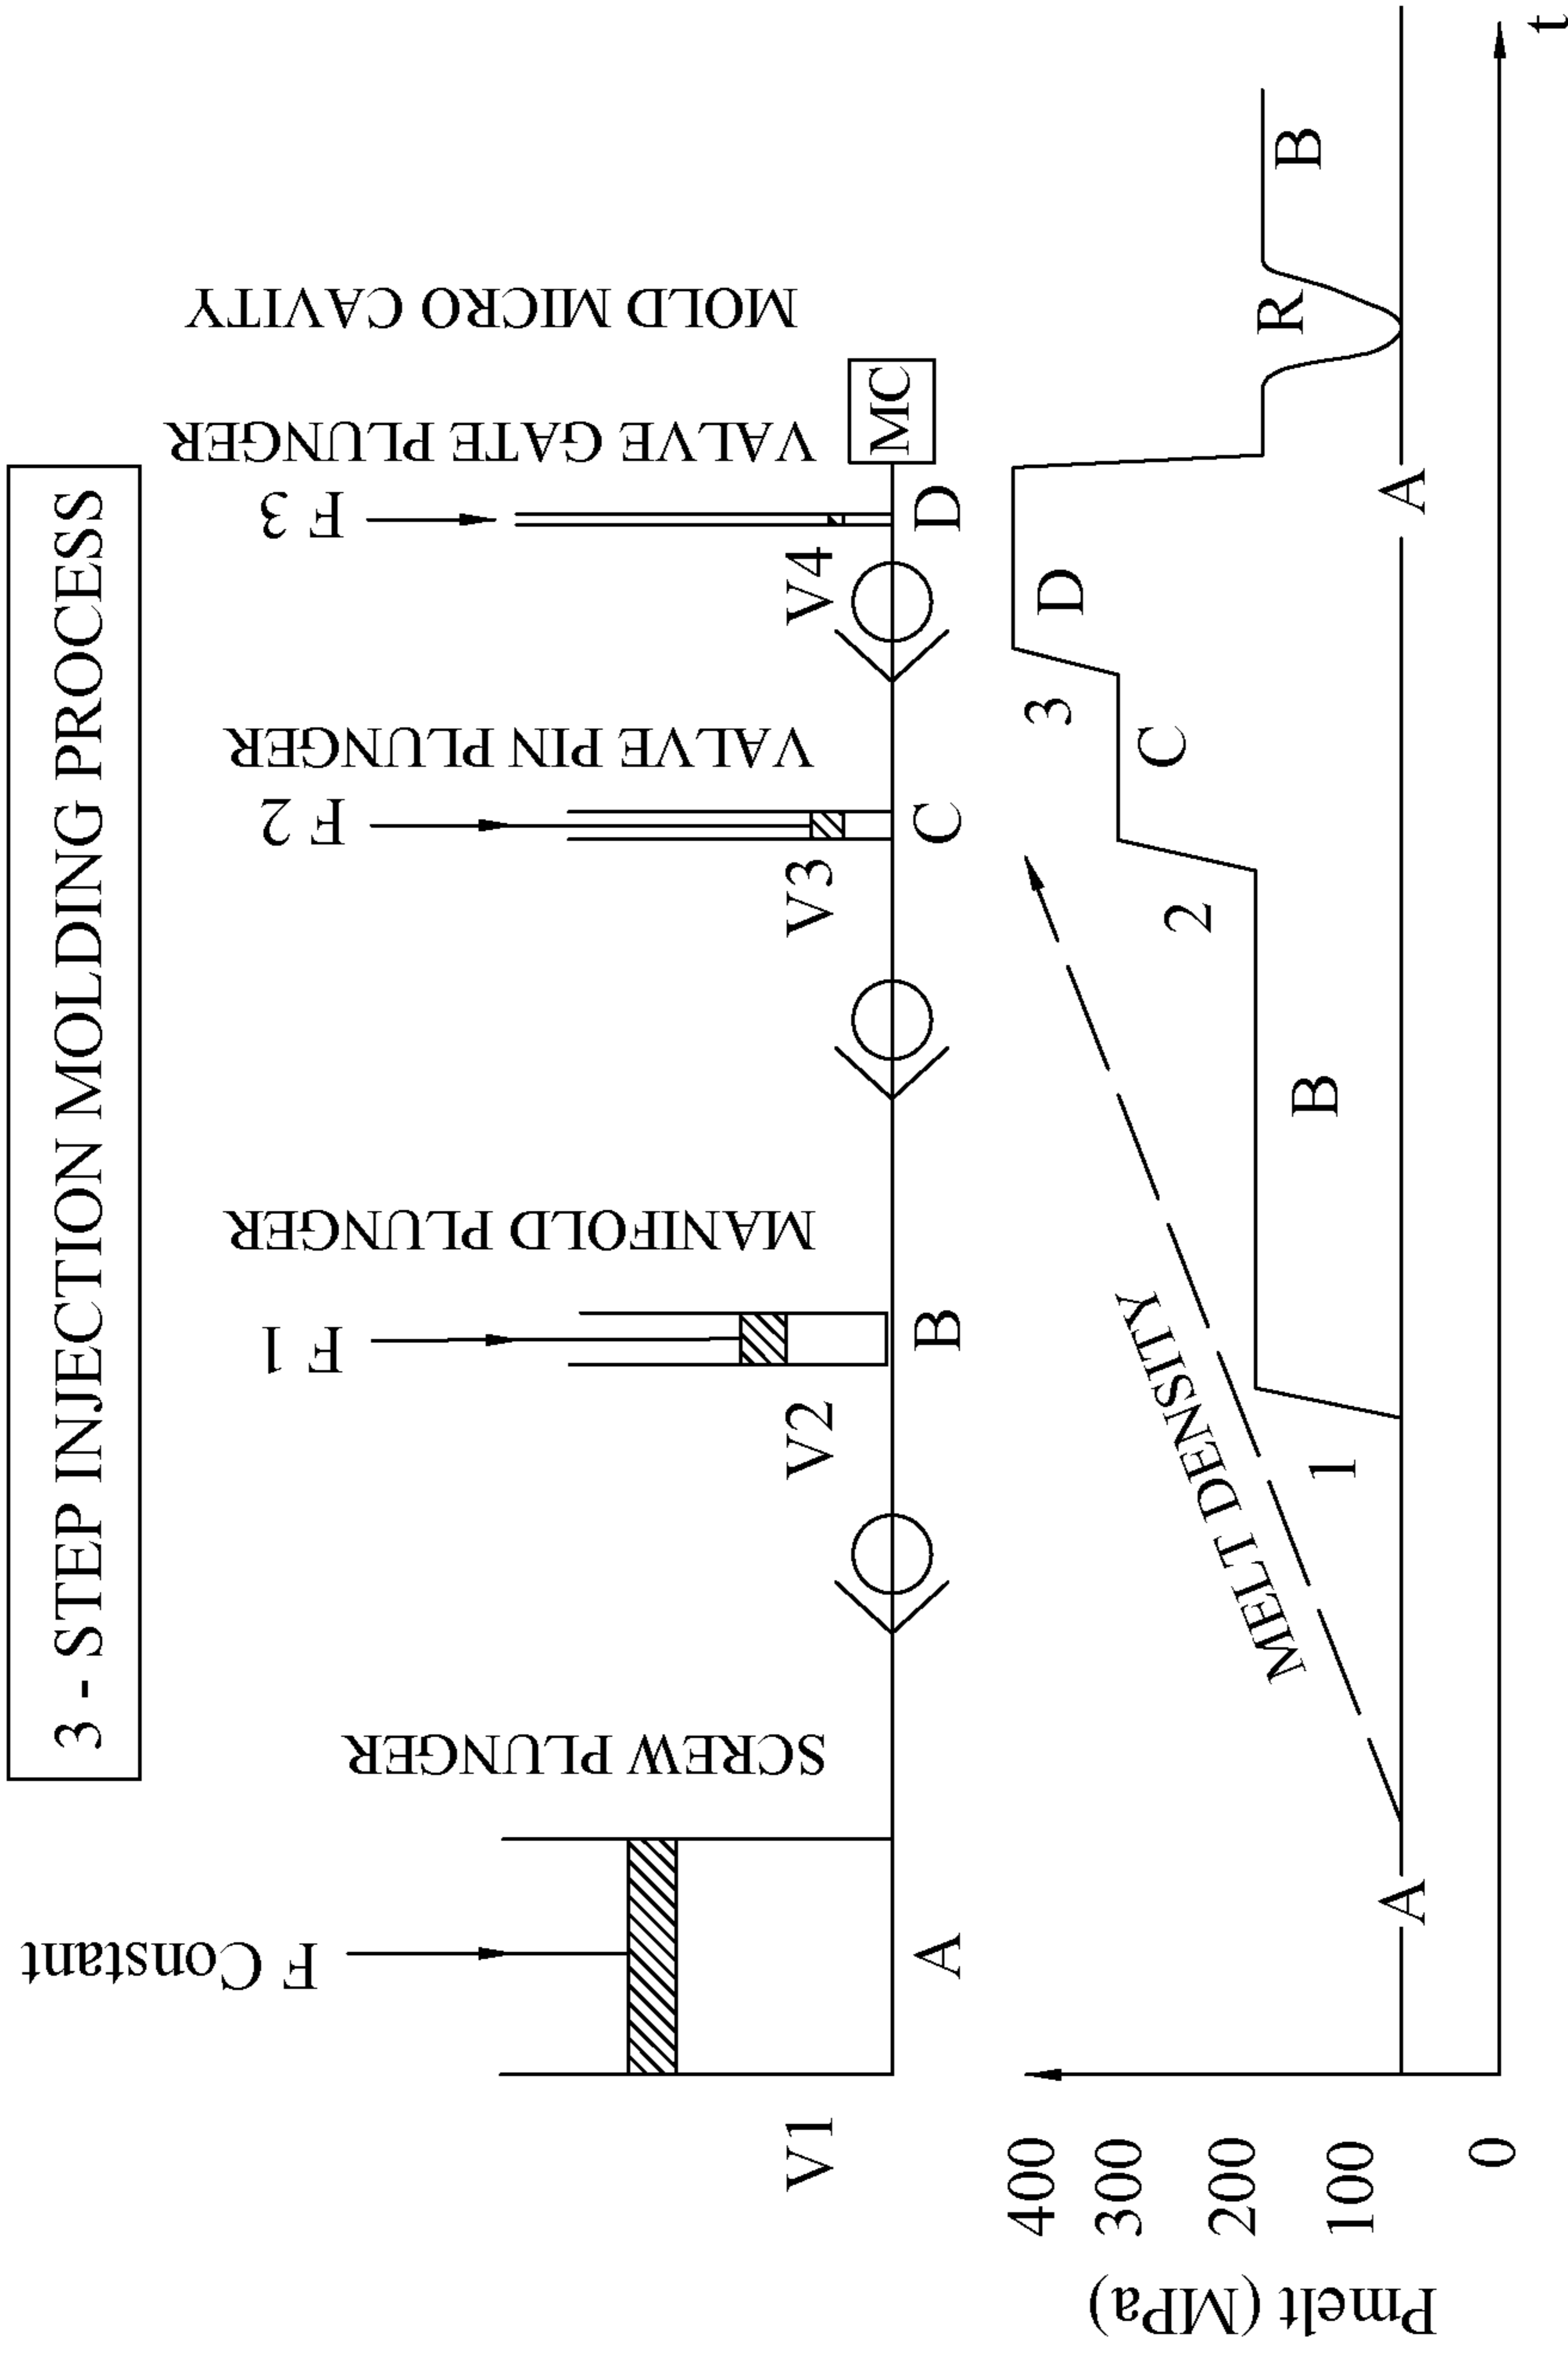 3 - STEP INJECTION MOLDING PROCESS
F Constant
F 1
F 2
F 3
SCREW PLUNGER
MANIFOLD PLUNGER
VALVE PIN PLUNGER
VALVE GATE PLUNGER
MOLD MICRO CAVITY
V1
V2
V3
V4
MC
A
B
C
D
Pmelt (MPa)
400
300
200
100
0
MELT DENSITY
A
1
B
2
C
3
D
A
R
B
t